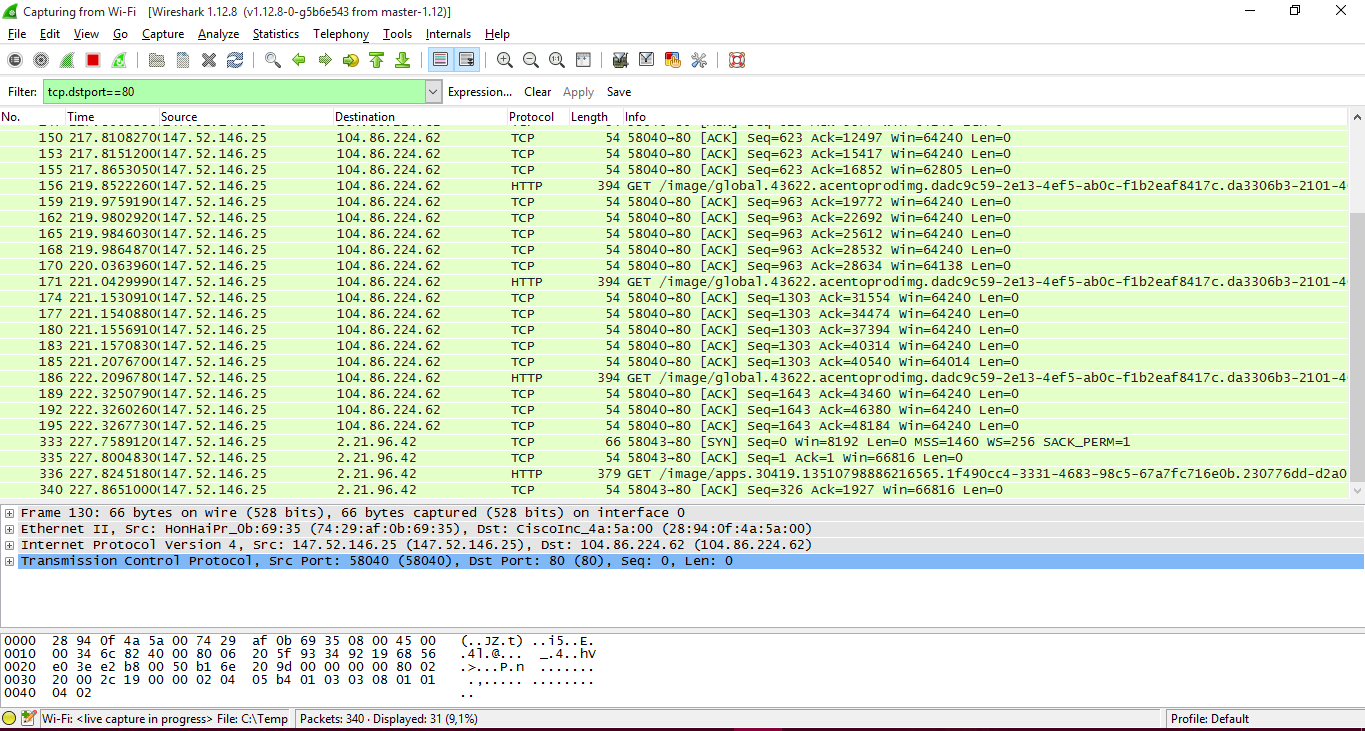 Capturing from Wi-Fi [Wireshark 1.12.8 (v1.12.8-0-g5b6e543 from master-1.12)]
File Edit View Go Capture Analyze Statistics Telephony Tools Internals Help
Filter: tcp.dstport==80 Expression... Clear Apply Save
No. Time Source Destination Protocol Length Info
150 217.8108270( 147.52.146.25 104.86.224.62 TCP 54 58040→80 [ACK] Seq=623 Ack=12497 Win=64240 Len=0
153 217.8151200( 147.52.146.25 104.86.224.62 TCP 54 58040→80 [ACK] Seq=623 Ack=15417 Win=64240 Len=0
155 217.8653050( 147.52.146.25 104.86.224.62 TCP 54 58040→80 [ACK] Seq=623 Ack=16852 Win=62805 Len=0
156 219.8522260( 147.52.146.25 104.86.224.62 HTTP 394 GET /image/global.43622.acentoprodimg.dadc9c59-2e13-4ef5-ab0c-f1b2eaf8417c.da3306b3-2101-4
159 219.9759190( 147.52.146.25 104.86.224.62 TCP 54 58040→80 [ACK] Seq=963 Ack=19772 Win=64240 Len=0
162 219.9802920( 147.52.146.25 104.86.224.62 TCP 54 58040→80 [ACK] Seq=963 Ack=22692 Win=64240 Len=0
165 219.9846030( 147.52.146.25 104.86.224.62 TCP 54 58040→80 [ACK] Seq=963 Ack=25612 Win=64240 Len=0
168 219.9864870( 147.52.146.25 104.86.224.62 TCP 54 58040→80 [ACK] Seq=963 Ack=28532 Win=64240 Len=0
170 220.0363960( 147.52.146.25 104.86.224.62 TCP 54 58040→80 [ACK] Seq=963 Ack=28634 Win=64138 Len=0
171 221.0429990( 147.52.146.25 104.86.224.62 HTTP 394 GET /image/global.43622.acentoprodimg.dadc9c59-2e13-4ef5-ab0c-f1b2eaf8417c.da3306b3-2101-4
174 221.1530910( 147.52.146.25 104.86.224.62 TCP 54 58040→80 [ACK] Seq=1303 Ack=31554 Win=64240 Len=0
177 221.1540880( 147.52.146.25 104.86.224.62 TCP 54 58040→80 [ACK] Seq=1303 Ack=34474 Win=64240 Len=0
180 221.1556910( 147.52.146.25 104.86.224.62 TCP 54 58040→80 [ACK] Seq=1303 Ack=37394 Win=64240 Len=0
183 221.1570830( 147.52.146.25 104.86.224.62 TCP 54 58040→80 [ACK] Seq=1303 Ack=40314 Win=64240 Len=0
185 221.2076700( 147.52.146.25 104.86.224.62 TCP 54 58040→80 [ACK] Seq=1303 Ack=40540 Win=64014 Len=0
186 222.2096780( 147.52.146.25 104.86.224.62 HTTP 394 GET /image/global.43622.acentoprodimg.dadc9c59-2e13-4ef5-ab0c-f1b2eaf8417c.da3306b3-2101-4
189 222.3250790( 147.52.146.25 104.86.224.62 TCP 54 58040→80 [ACK] Seq=1643 Ack=43460 Win=64240 Len=0
192 222.3260260( 147.52.146.25 104.86.224.62 TCP 54 58040→80 [ACK] Seq=1643 Ack=46380 Win=64240 Len=0
195 222.3267730( 147.52.146.25 104.86.224.62 TCP 54 58040→80 [ACK] Seq=1643 Ack=48184 Win=64240 Len=0
333 227.7589120( 147.52.146.25 2.21.96.42 TCP 66 58043→80 [SYN] Seq=0 Win=8192 Len=0 MSS=1460 WS=256 SACK_PERM=1
335 227.8004830( 147.52.146.25 2.21.96.42 TCP 54 58043→80 [ACK] Seq=1 Ack=1 Win=66816 Len=0
336 227.8245180( 147.52.146.25 2.21.96.42 HTTP 379 GET /image/apps.30419.13510798886216565.1f490cc4-3331-4683-98c5-67a7fc716e0b.230776dd-d2a0
340 227.8651000( 147.52.146.25 2.21.96.42 TCP 54 58043→80 [ACK] Seq=326 Ack=1927 Win=66816 Len=0
Frame 130: 66 bytes on wire (528 bits), 66 bytes captured (528 bits) on interface 0
Ethernet II, Src: HonHaiPr_0b:69:35 (74:29:af:0b:69:35), Dst: CiscoInc_4a:5a:00 (28:94:0f:4a:5a:00)
Internet Protocol Version 4, Src: 147.52.146.25 (147.52.146.25), Dst: 104.86.224.62 (104.86.224.62)
Transmission Control Protocol, Src Port: 58040 (58040), Dst Port: 80 (80), Seq: 0, Len: 0
0000 28 94 0f 4a 5a 00 74 29 af 0b 69 35 08 00 45 00 (..JZ.t) ..i5..E.
0010 00 34 6c 82 40 00 80 06 20 5f 93 34 92 19 68 56 .4l.@... _.4..hV
0020 e0 3e e2 b8 00 50 b1 6e 20 9d 00 00 00 00 80 02 .>...P.n .......
0030 20 00 2c 19 00 00 02 04 05 b4 01 03 03 08 01 01 .,..... ........
0040 04 02 ..
Wi-Fi: <live capture in progress> File: C:\Temp Packets: 340 · Displayed: 31 (9,1%) Profile: Default